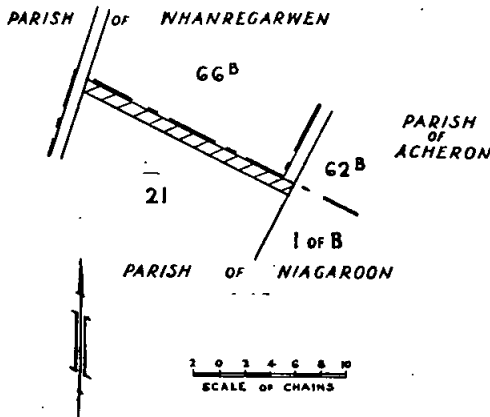 PARISH OF WHANREGARWEN
66B
PARISH
OF
ACHERON
62B
21
1 OF B
PARISH OF NIAGAROON
2 0 2 4 6 8 10
SCALE OF CHAINS